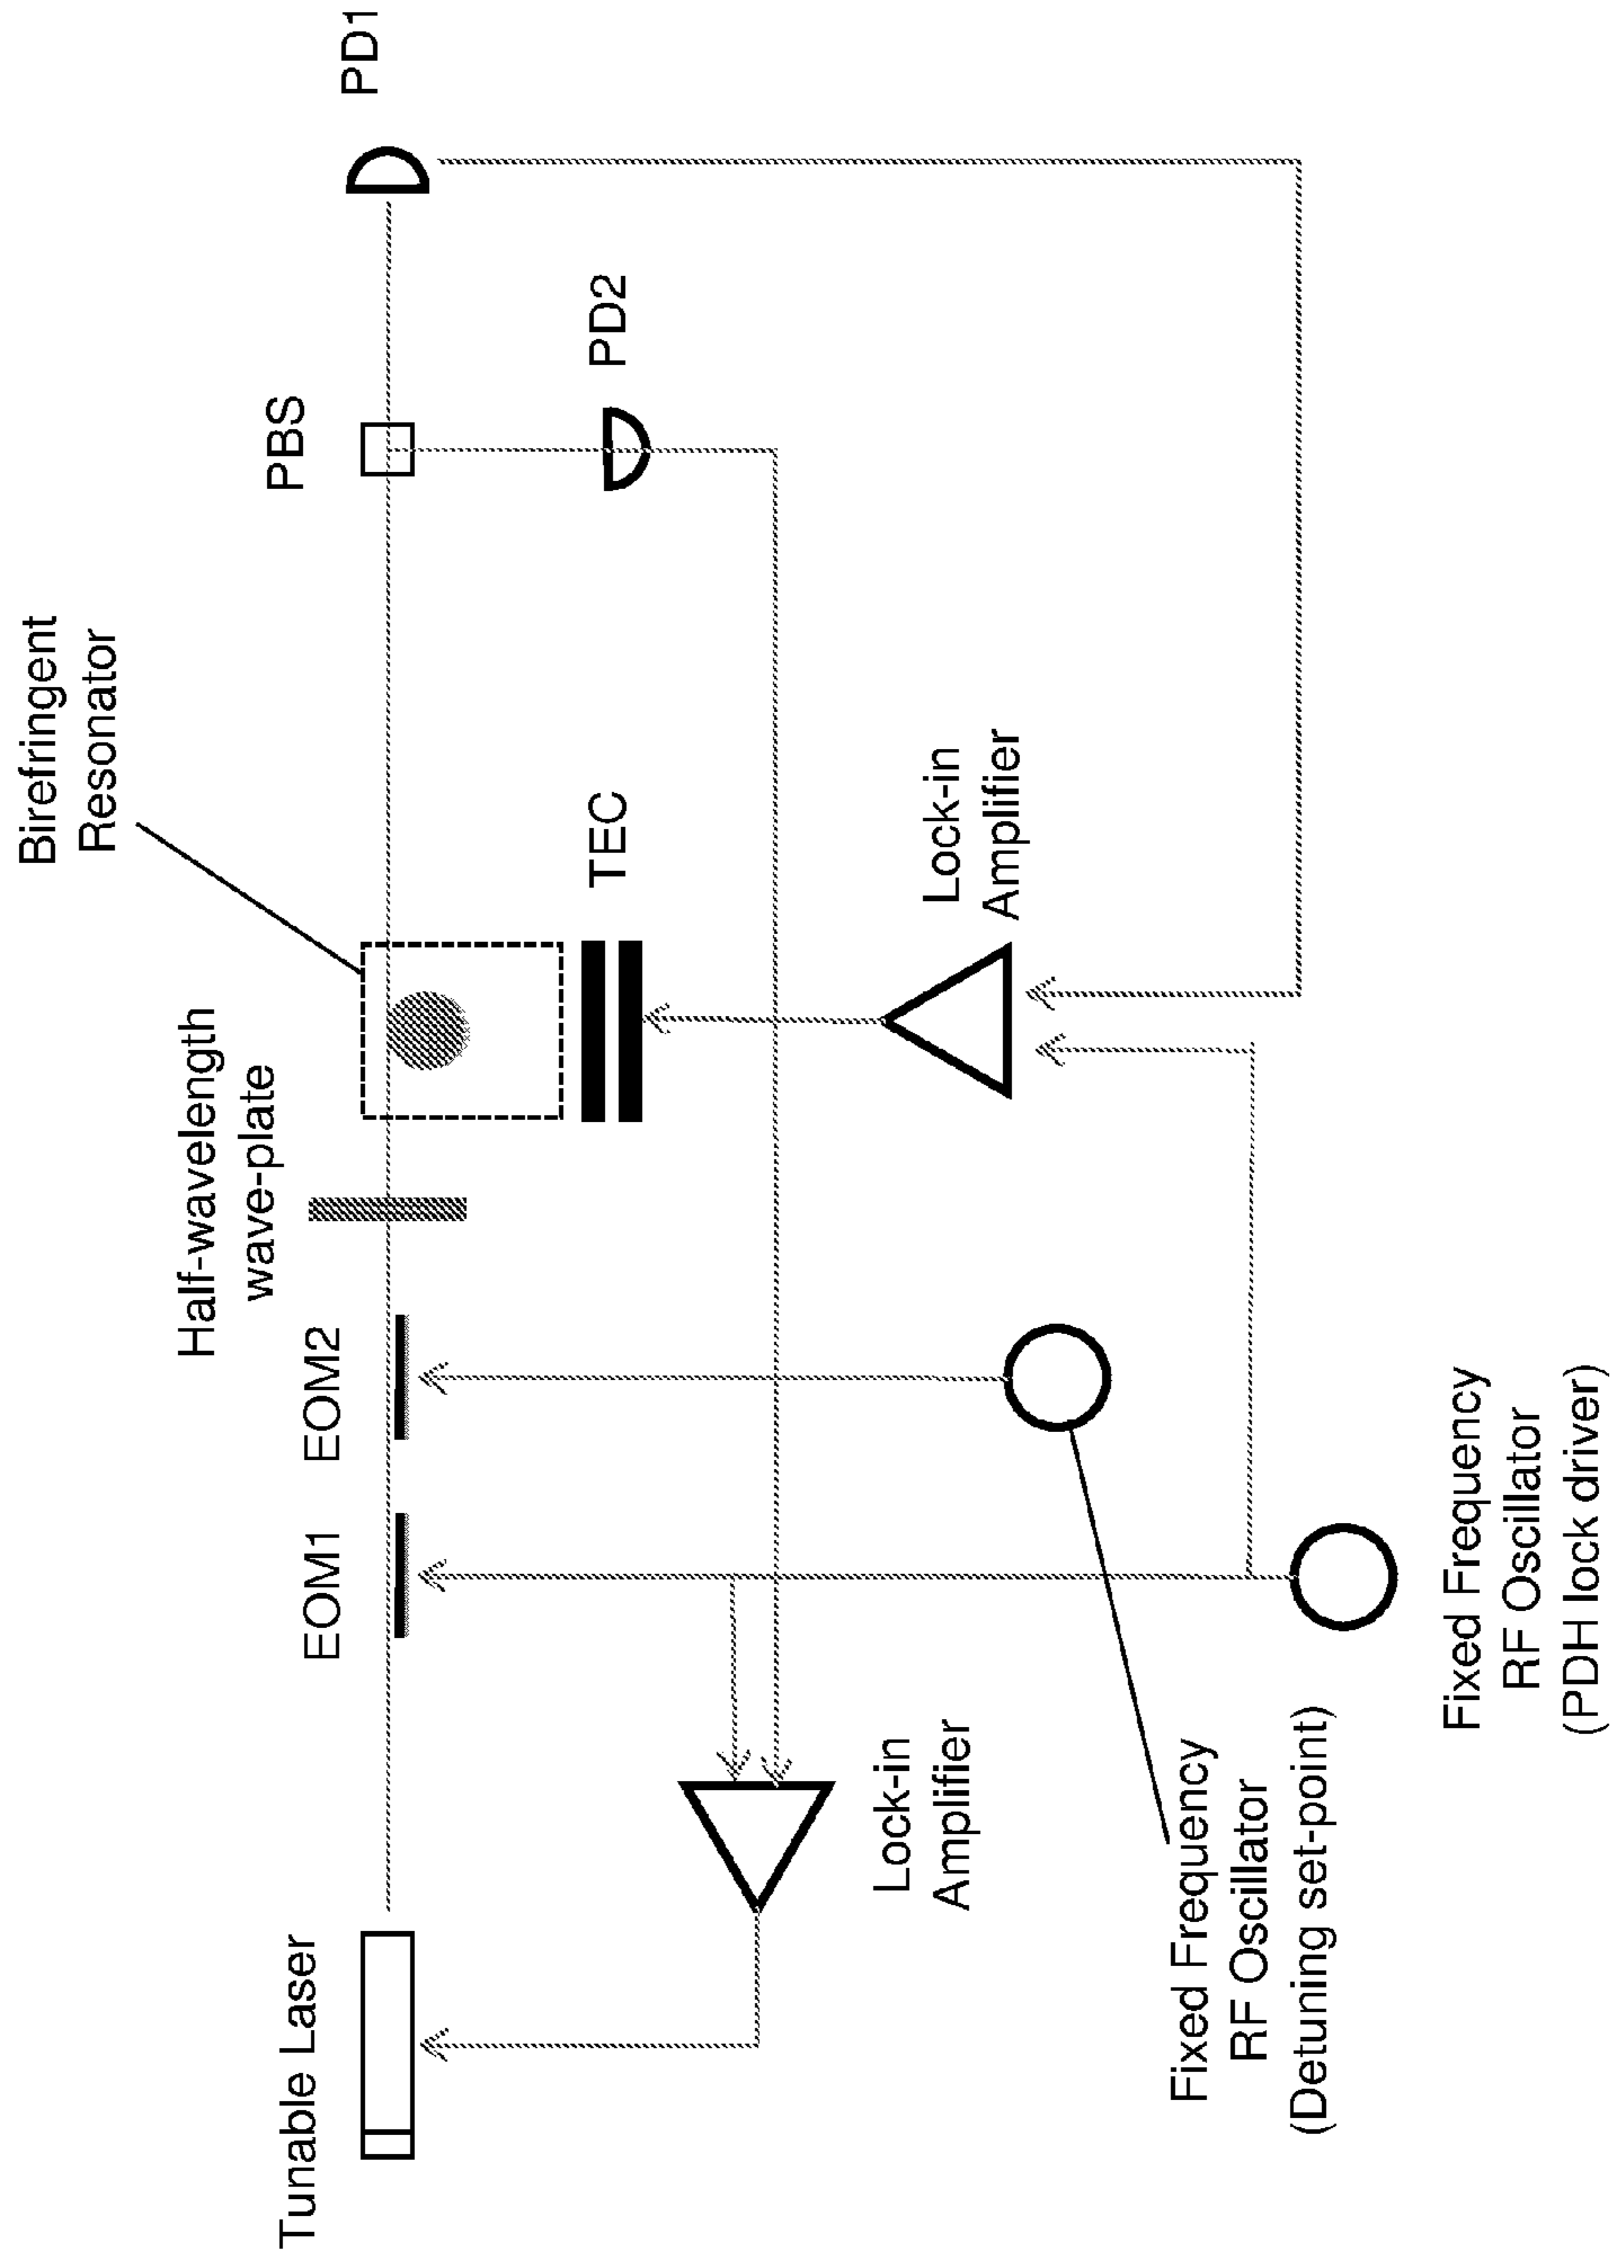 Birefringent
Resonator
Half-wavelength
wave-plate
PBS
PD1
Tunable Laser
EOM1
EOM2
TEC
PD2
Lock-in
Amplifier
Lock-in
Amplifier
Fixed Frequency
RF Oscillator
(Detuning set-point)
Fixed Frequency
RF Oscillator
(PDH lock driver)